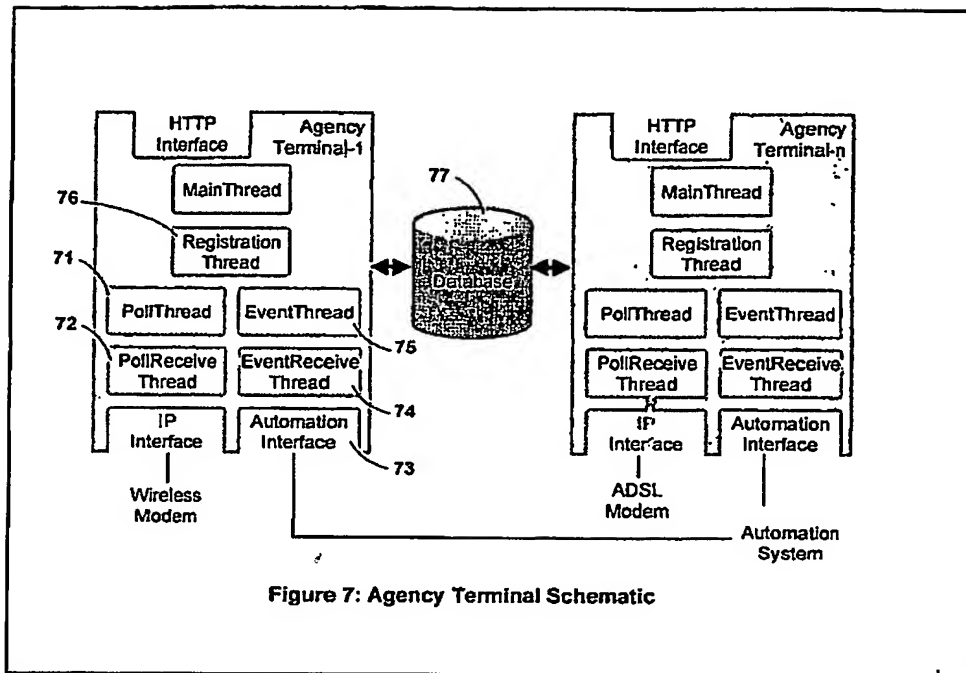 HTTP
Interface
Agency
Terminal-1
MainThread
76
Registration
Thread
71
PollThread
EventThread
75
72
PollReceive
Thread
EventReceive
Thread
74
IP
Interface
Automation
Interface
73
Wireless
Modem
77
Database
HTTP
Interface
Agency
Terminal-n
MainThread
Registration
Thread
PollThread
EventThread
PollReceive
Thread
EventReceive
Thread
IP
Interface
Automation
Interface
ADSL
Modem
Automation
System
Figure 7: Agency Terminal Schematic